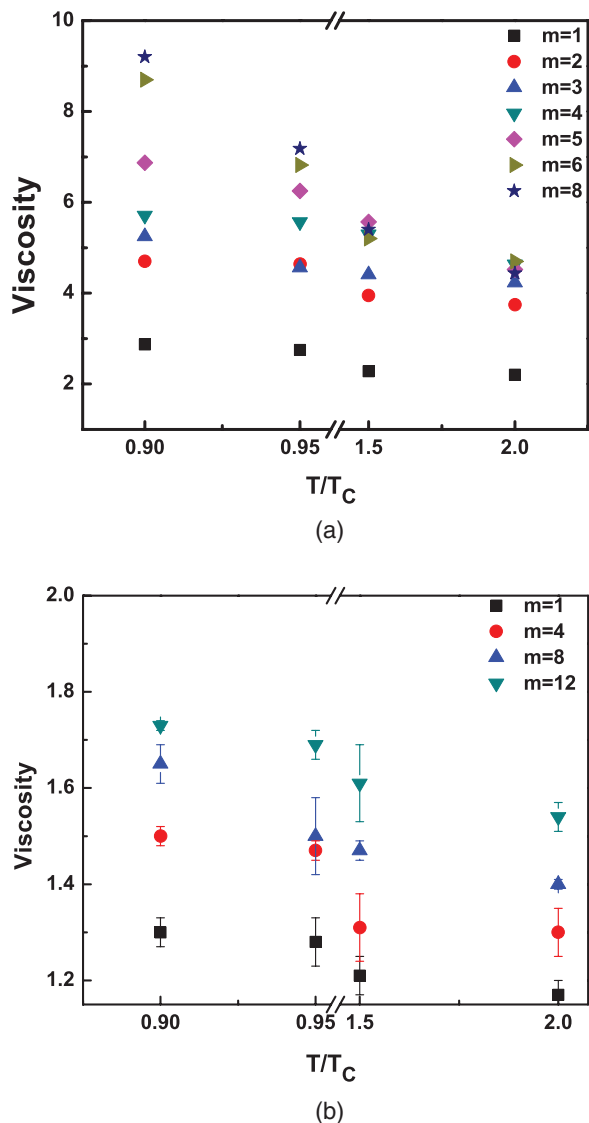 10
8
6
4
2
Viscosity
m=1
m=2
m=3
m=4
m=5
m=6
m=8
0.90 0.95 1.5 2.0
T/T_C
(a)
2.0
1.8
1.6
1.4
1.2
Viscosity
m=1
m=4
m=8
m=12
0.90 0.95 1.5 2.0
T/T_C
(b)